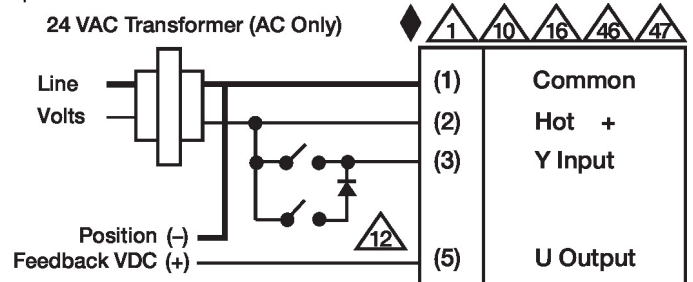 24 VAC Transformer (AC Only)
1 10 16 46 47
Line
Volts
(1) Common
(2) Hot +
(3) Y Input
12
Position (–)
Feedback VDC (+)
(5) U Output